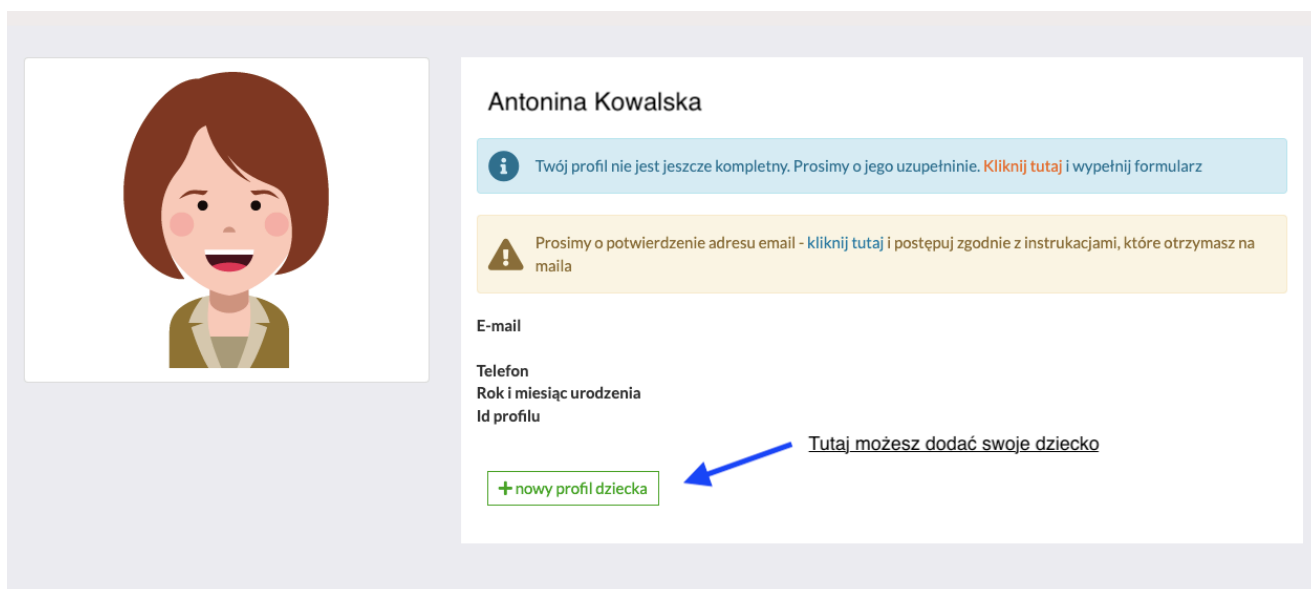 Antonina Kowalska
Twój profil nie jest jeszcze kompletny. Prosimy o jego uzupełninie. Kliknij tutaj i wypełnij formularz
Prosimy o potwierdzenie adresu email - kliknij tutaj i postępuj zgodnie z instrukacjami, które otrzymasz na
maila
E-mail
Telefon
Rok i miesiąc urodzenia
Id profilu
Tutaj możesz dodać swoje dziecko
+ nowy profil dziecka